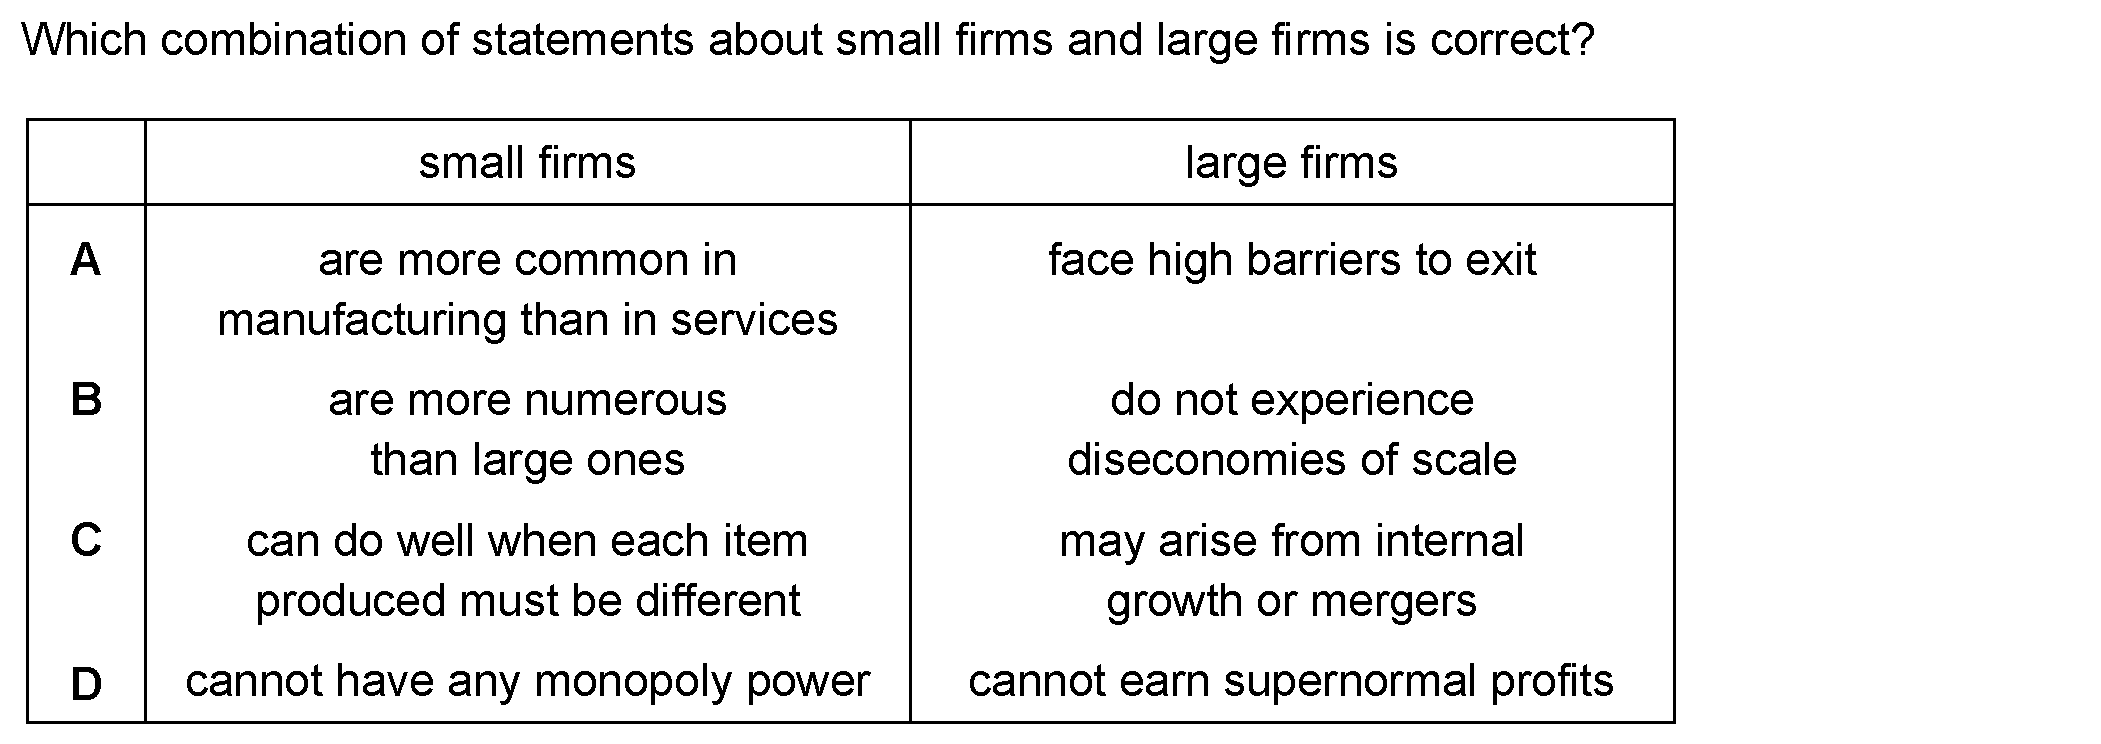 Which combination of statements about small firms and large firms is correct?
small firms large firms
A are more common in face high barriers to exit
manufacturing than in services
B are more numerous do not experience
than large ones diseconomies of scale
C can do well when each item may arise from internal
produced must be different growth or mergers
D cannot have any monopoly power cannot earn supernormal profits